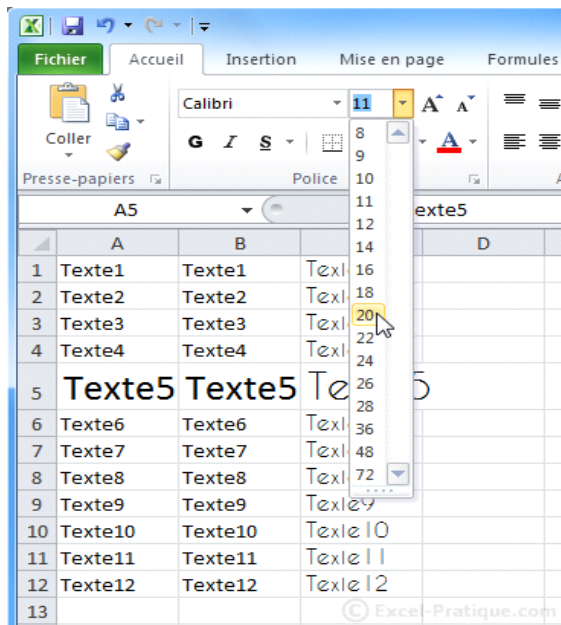 Fichier Accueil Insertion Mise en page Formules
Calibri 11 A A
Coller G I S A
8
9
Presse-papiers Police 10
11
A5 exte5
12
14
A B D
1 Texte1 Texte1 Texte
16
2 Texte2 Texte2
18
3 Texte3 Texte3
20
4 Texte4 Texte4
22
24
5 Texte5 Texte5 Te 5
26
28
6 Texte6 Texte6
36
7 Texte7 Texte7
48
8 Texte8 Texte8
72
9 Texte9 Texte9 Texte9
10 Texte10 Texte10 Texte10
11 Texte11 Texte11 Texte11
12 Texte12 Texte12 Texte12
13
© Excel-Pratique.com